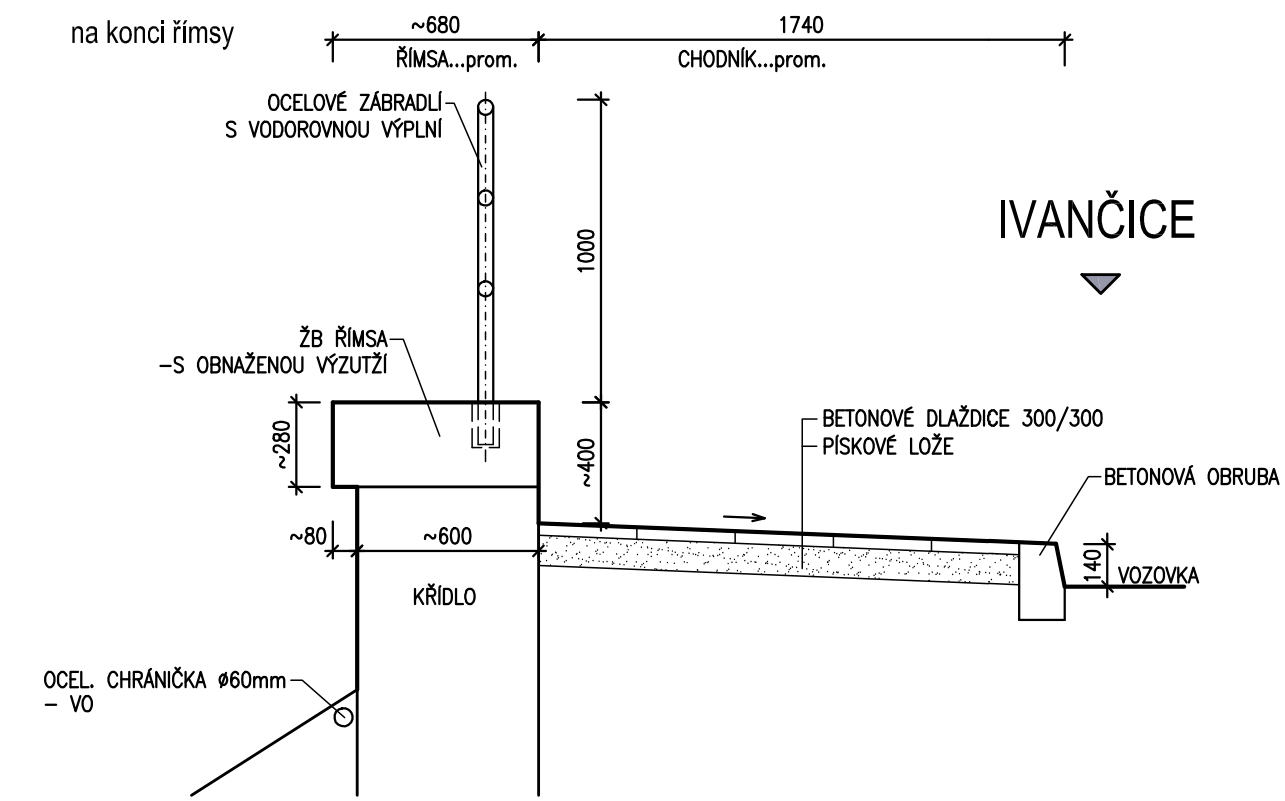 na konci římsy
~680
1740
ŘÍMSA...prom.
CHODNÍK...prom.
OCELOVÉ ZÁBRADLÍ
S VODOROVNOU VÝPLNÍ
1000
IVANČICE
ŽB ŘÍMSA
-S OBNAŽENOU VÝZUTŽÍ
~280
~400
BETONOVÉ DLAŽDICE 300/300
PÍSKOVÉ LOŽE
BETONOVÁ OBRUBA
~80
~600
140
VOZOVKA
KŘÍDLO
OCEL. CHRÁNIČKA ø60mm
- VO